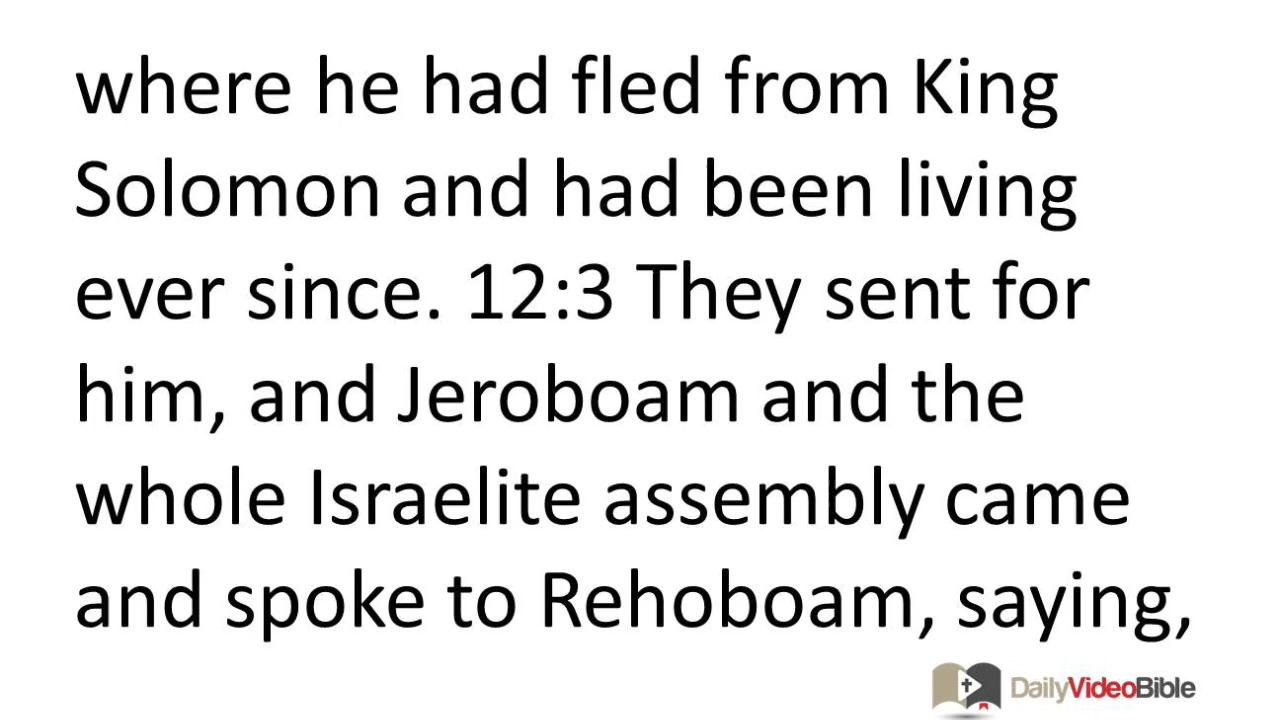 where he had fled from King
Solomon and had been living
ever since. 12:3 They sent for
him, and Jeroboam and the
whole Israelite assembly came
and spoke to Rehoboam, saying,
DailyVideoBible